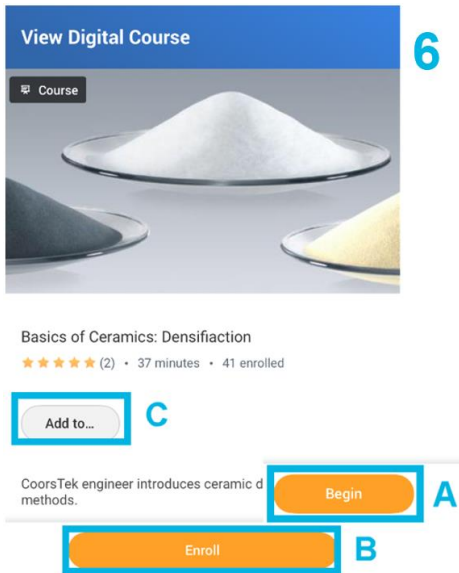 View Digital Course
6
Course
Basics of Ceramics: Densifiaction
(2) • 37 minutes • 41 enrolled
Add to...
C
CoorsTek engineer introduces ceramic d
methods.
Begin
A
Enroll
B